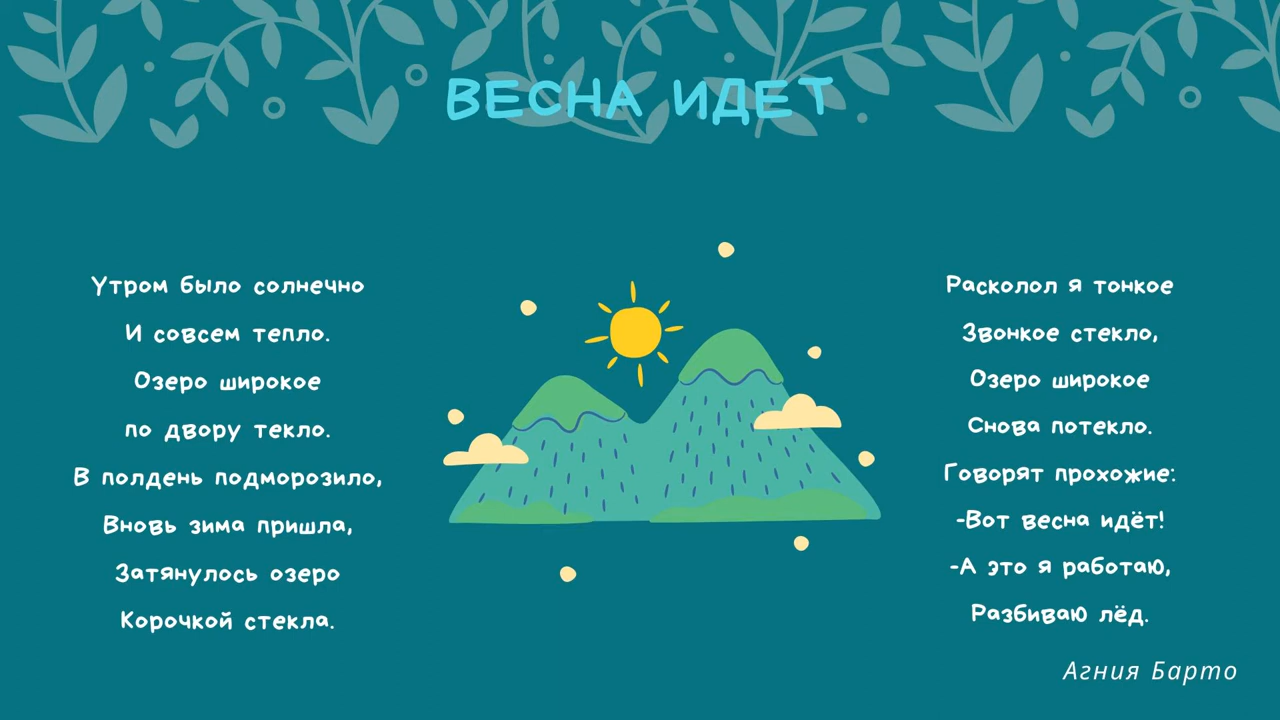 ВЕСНА ИДЕТ
Утром было солнечно
И совсем тепло.
Озеро широкое
по двору текло.
В полдень подморозило,
Вновь зима пришла,
Затянулось озеро
Корочкой стекла.
Расколол я тонкое
Звонкое стекло,
Озеро широкое
Снова потекло.
Говорят прохожие:
-Вот весна идёт!
-А это я работаю,
Разбиваю лёд.
Агния Барто